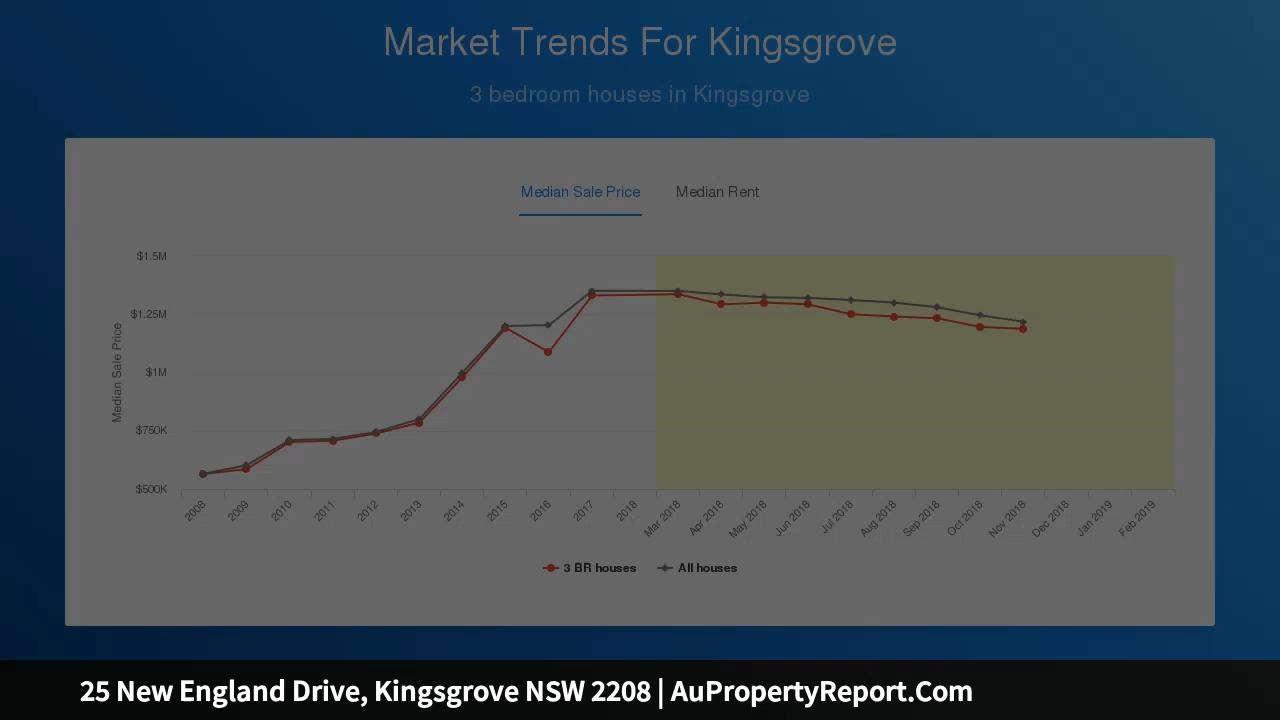 Market Trends For Kingsgrove
3 bedroom houses in Kingsgrove
Median Sale Price Median Rent
Median Sale Price
$1.5M
$1.25M
$1M
$750K
$500K
2008 2009 2010 2011 2012 2013 2014 2015 2016 2017 2018 Mar 2018 Apr 2018 May 2018 Jun 2018 Jul 2018 Aug 2018 Sep 2018 Oct 2018 Nov 2018 Dec 2018 Jan 2019 Feb 2019
3 BR houses All houses
25 New England Drive, Kingsgrove NSW 2208 | AuPropertyReport.Com